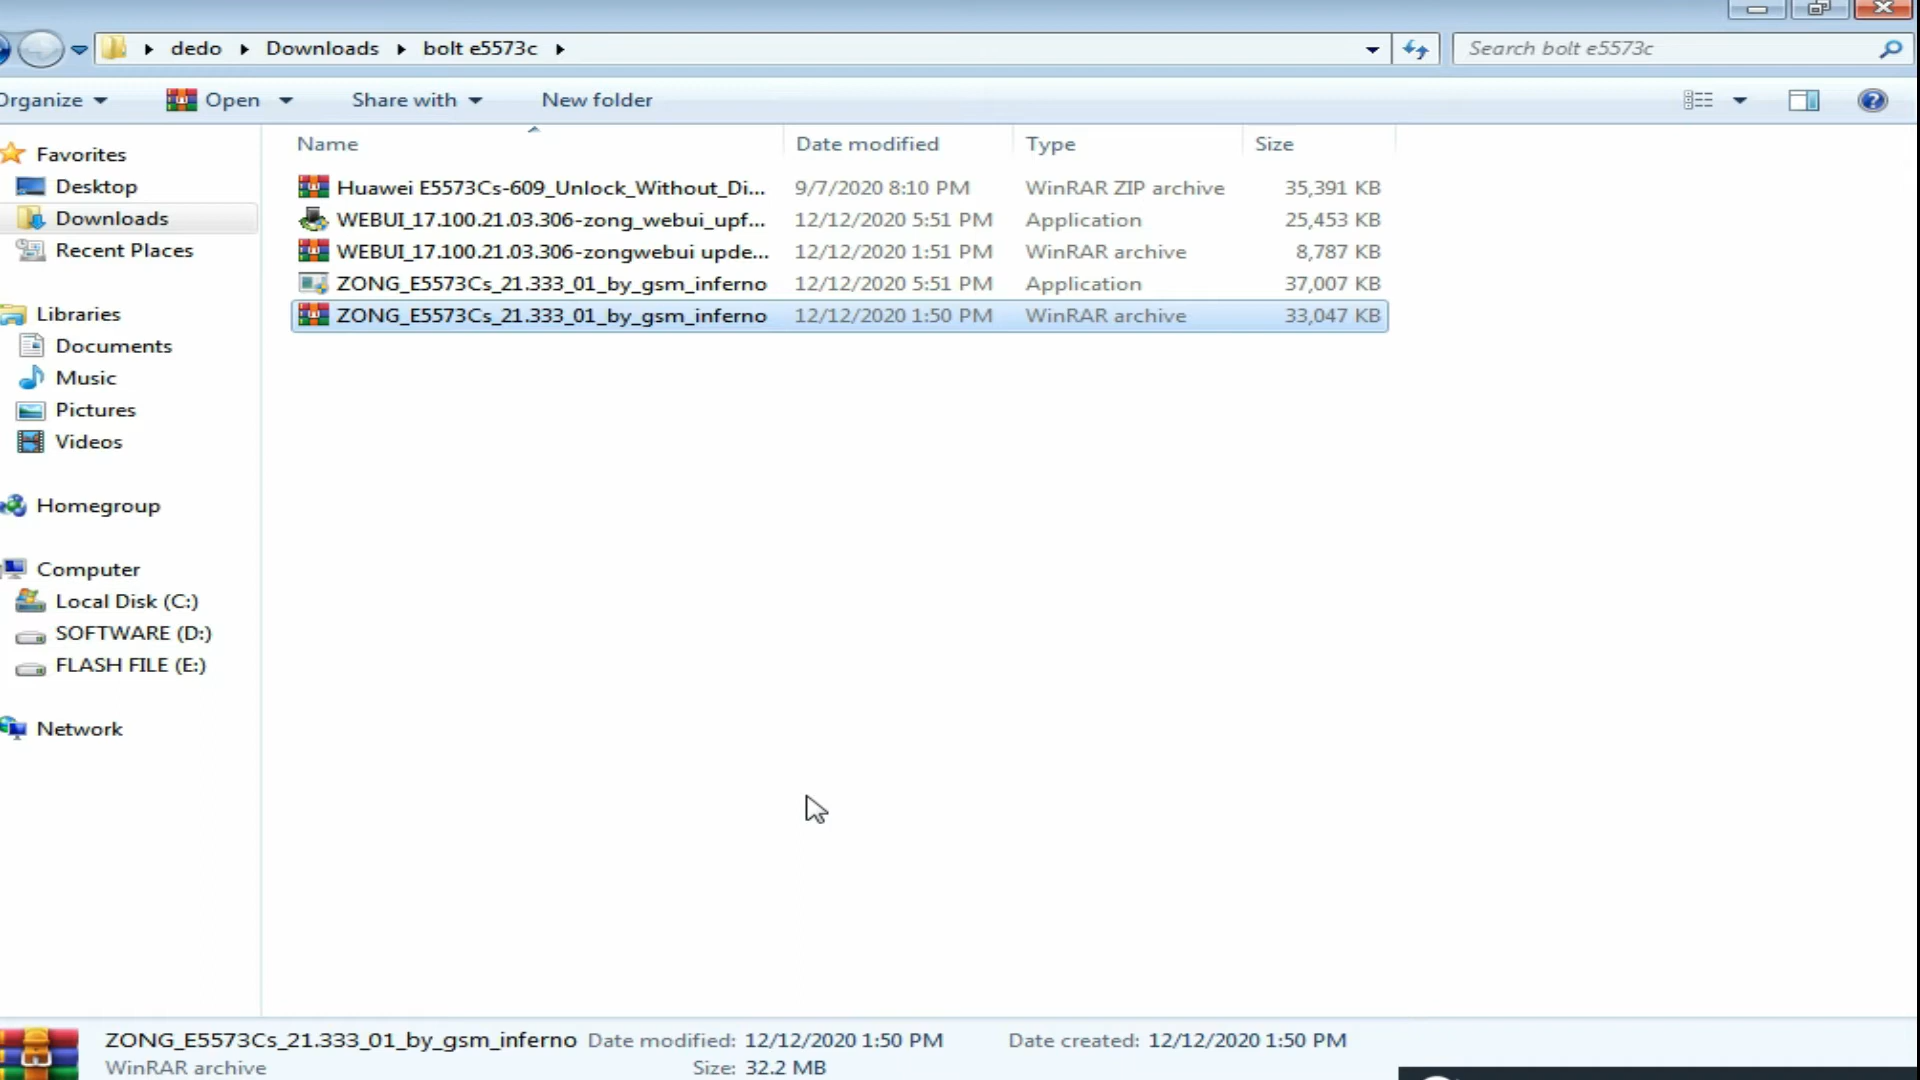 dedo Downloads bolt e5573c Search bolt e5573c
Organize Open Share with New folder
Name Date modified Type Size
Huawei E5573Cs-609_Unlock_Without_Di... 9/7/2020 8:10 PM WinRAR ZIP archive 35,391 KB
WEBUI_17.100.21.03.306-zong_webui_upf... 12/12/2020 5:51 PM Application 25,453 KB
WEBUI_17.100.21.03.306-zongwebui upde... 12/12/2020 1:51 PM WinRAR archive 8,787 KB
ZONG_E5573Cs_21.333_01_by_gsm_inferno 12/12/2020 5:51 PM Application 37,007 KB
ZONG_E5573Cs_21.333_01_by_gsm_inferno 12/12/2020 1:50 PM WinRAR archive 33,047 KB
Favorites
Desktop
Downloads
Recent Places
Libraries
Documents
Music
Pictures
Videos
Homegroup
Computer
Local Disk (C:)
SOFTWARE (D:)
FLASH FILE (E:)
Network
ZONG_E5573Cs_21.333_01_by_gsm_inferno Date modified: 12/12/2020 1:50 PM Date created: 12/12/2020 1:50 PM
WinRAR archive Size: 32.2 MB